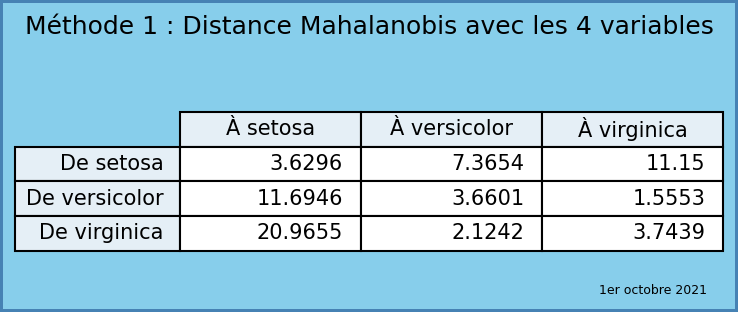 Méthode 1 : Distance Mahalanobis avec les 4 variables
À setosa À versicolor À virginica
De setosa 3.6296 7.3654 11.15
De versicolor 11.6946 3.6601 1.5553
De virginica 20.9655 2.1242 3.7439
1er octobre 2021